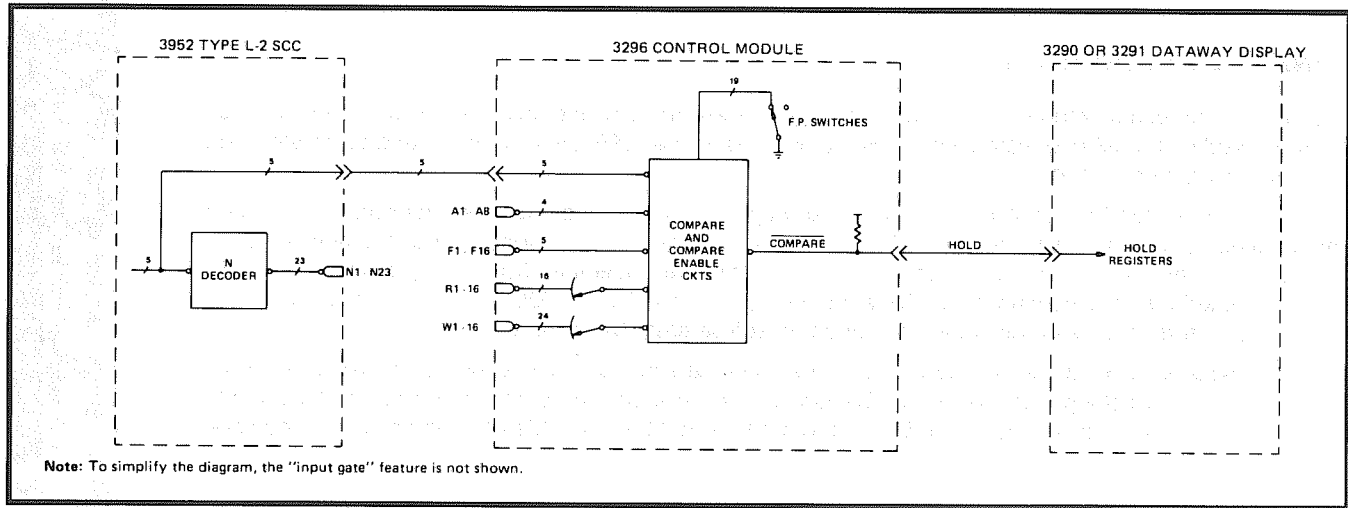 3952 TYPE L-2 SCC
3296 CONTROL MODULE
3290 OR 3291 DATAWAY DISPLAY
19
F.P. SWITCHES
5
5
5
A1 - A8
4
F1 - F16
5
R1 - 16
16
W1 - 16
24
COMPARE
AND
COMPARE
ENABLE
CKTS
COMPARE
HOLD
HOLD
REGISTERS
5
N
DECODER
23
N1 - N23
Note: To simplify the diagram, the "input gate" feature is not shown.